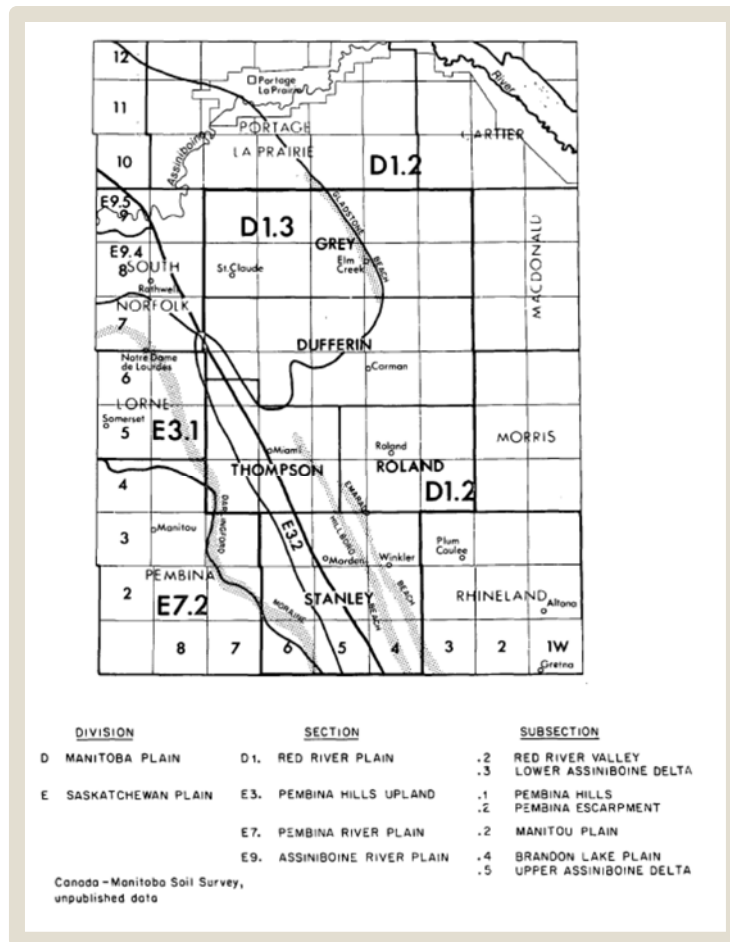 12
Portage
La Prairie
River
11
PORTAGE
CARTIER
LA PRAIRIE
Assiniboine
10
D1.2
E9.5
9
D1.3
GLADSTONE
BEACH
GREY
MACDONALD
E9.4
8
SOUTH
St.Claude
Elm
Creek
Rathwell
NORFOLK
7
DUFFERIN
Notre Dame
de Lourdes
Carman
6
LORNE
Somerset
5
E3.1
Miami
Roland
MORRIS
THOMPSON
ROLAND
4
D1.2
EMARADO
BEACH
DARLINGFORD
MORAINE
HILLBORO
BEACH
3
Manitou
E3.2
Morden
Winkler
Plum
Coulee
PEMBINA
2
E7.2
STANLEY
RHINELAND
Altona
8 7 6 5 4 3 2 1W
Gretna
DIVISION SECTION SUBSECTION
D MANITOBA PLAIN D1. RED RIVER PLAIN .2 RED RIVER VALLEY
.3 LOWER ASSINIBOINE DELTA
E SASKATCHEWAN PLAIN E3. PEMBINA HILLS UPLAND .1 PEMBINA HILLS
.2 PEMBINA ESCARPMENT
E7. PEMBINA RIVER PLAIN .2 MANITOU PLAIN
E9. ASSINIBOINE RIVER PLAIN .4 BRANDON LAKE PLAIN
.5 UPPER ASSINIBOINE DELTA
Canada-Manitoba Soil Survey,
unpublished data